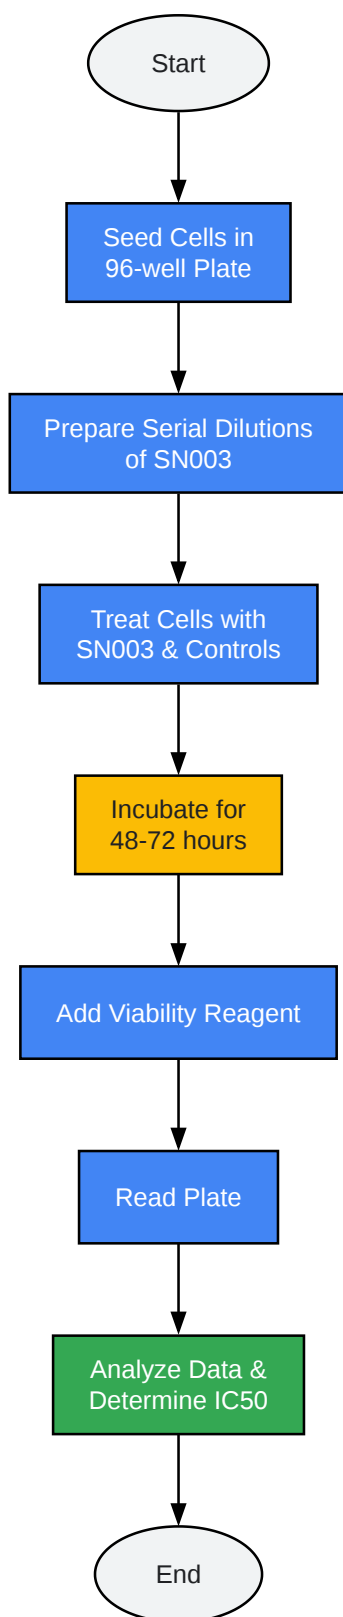 Start
Seed Cells in
96-well Plate
Prepare Serial Dilutions
of SN003
Treat Cells with
SN003 & Controls
Incubate for
48-72 hours
Add Viability Reagent
Read Plate
Analyze Data &
Determine IC50
End